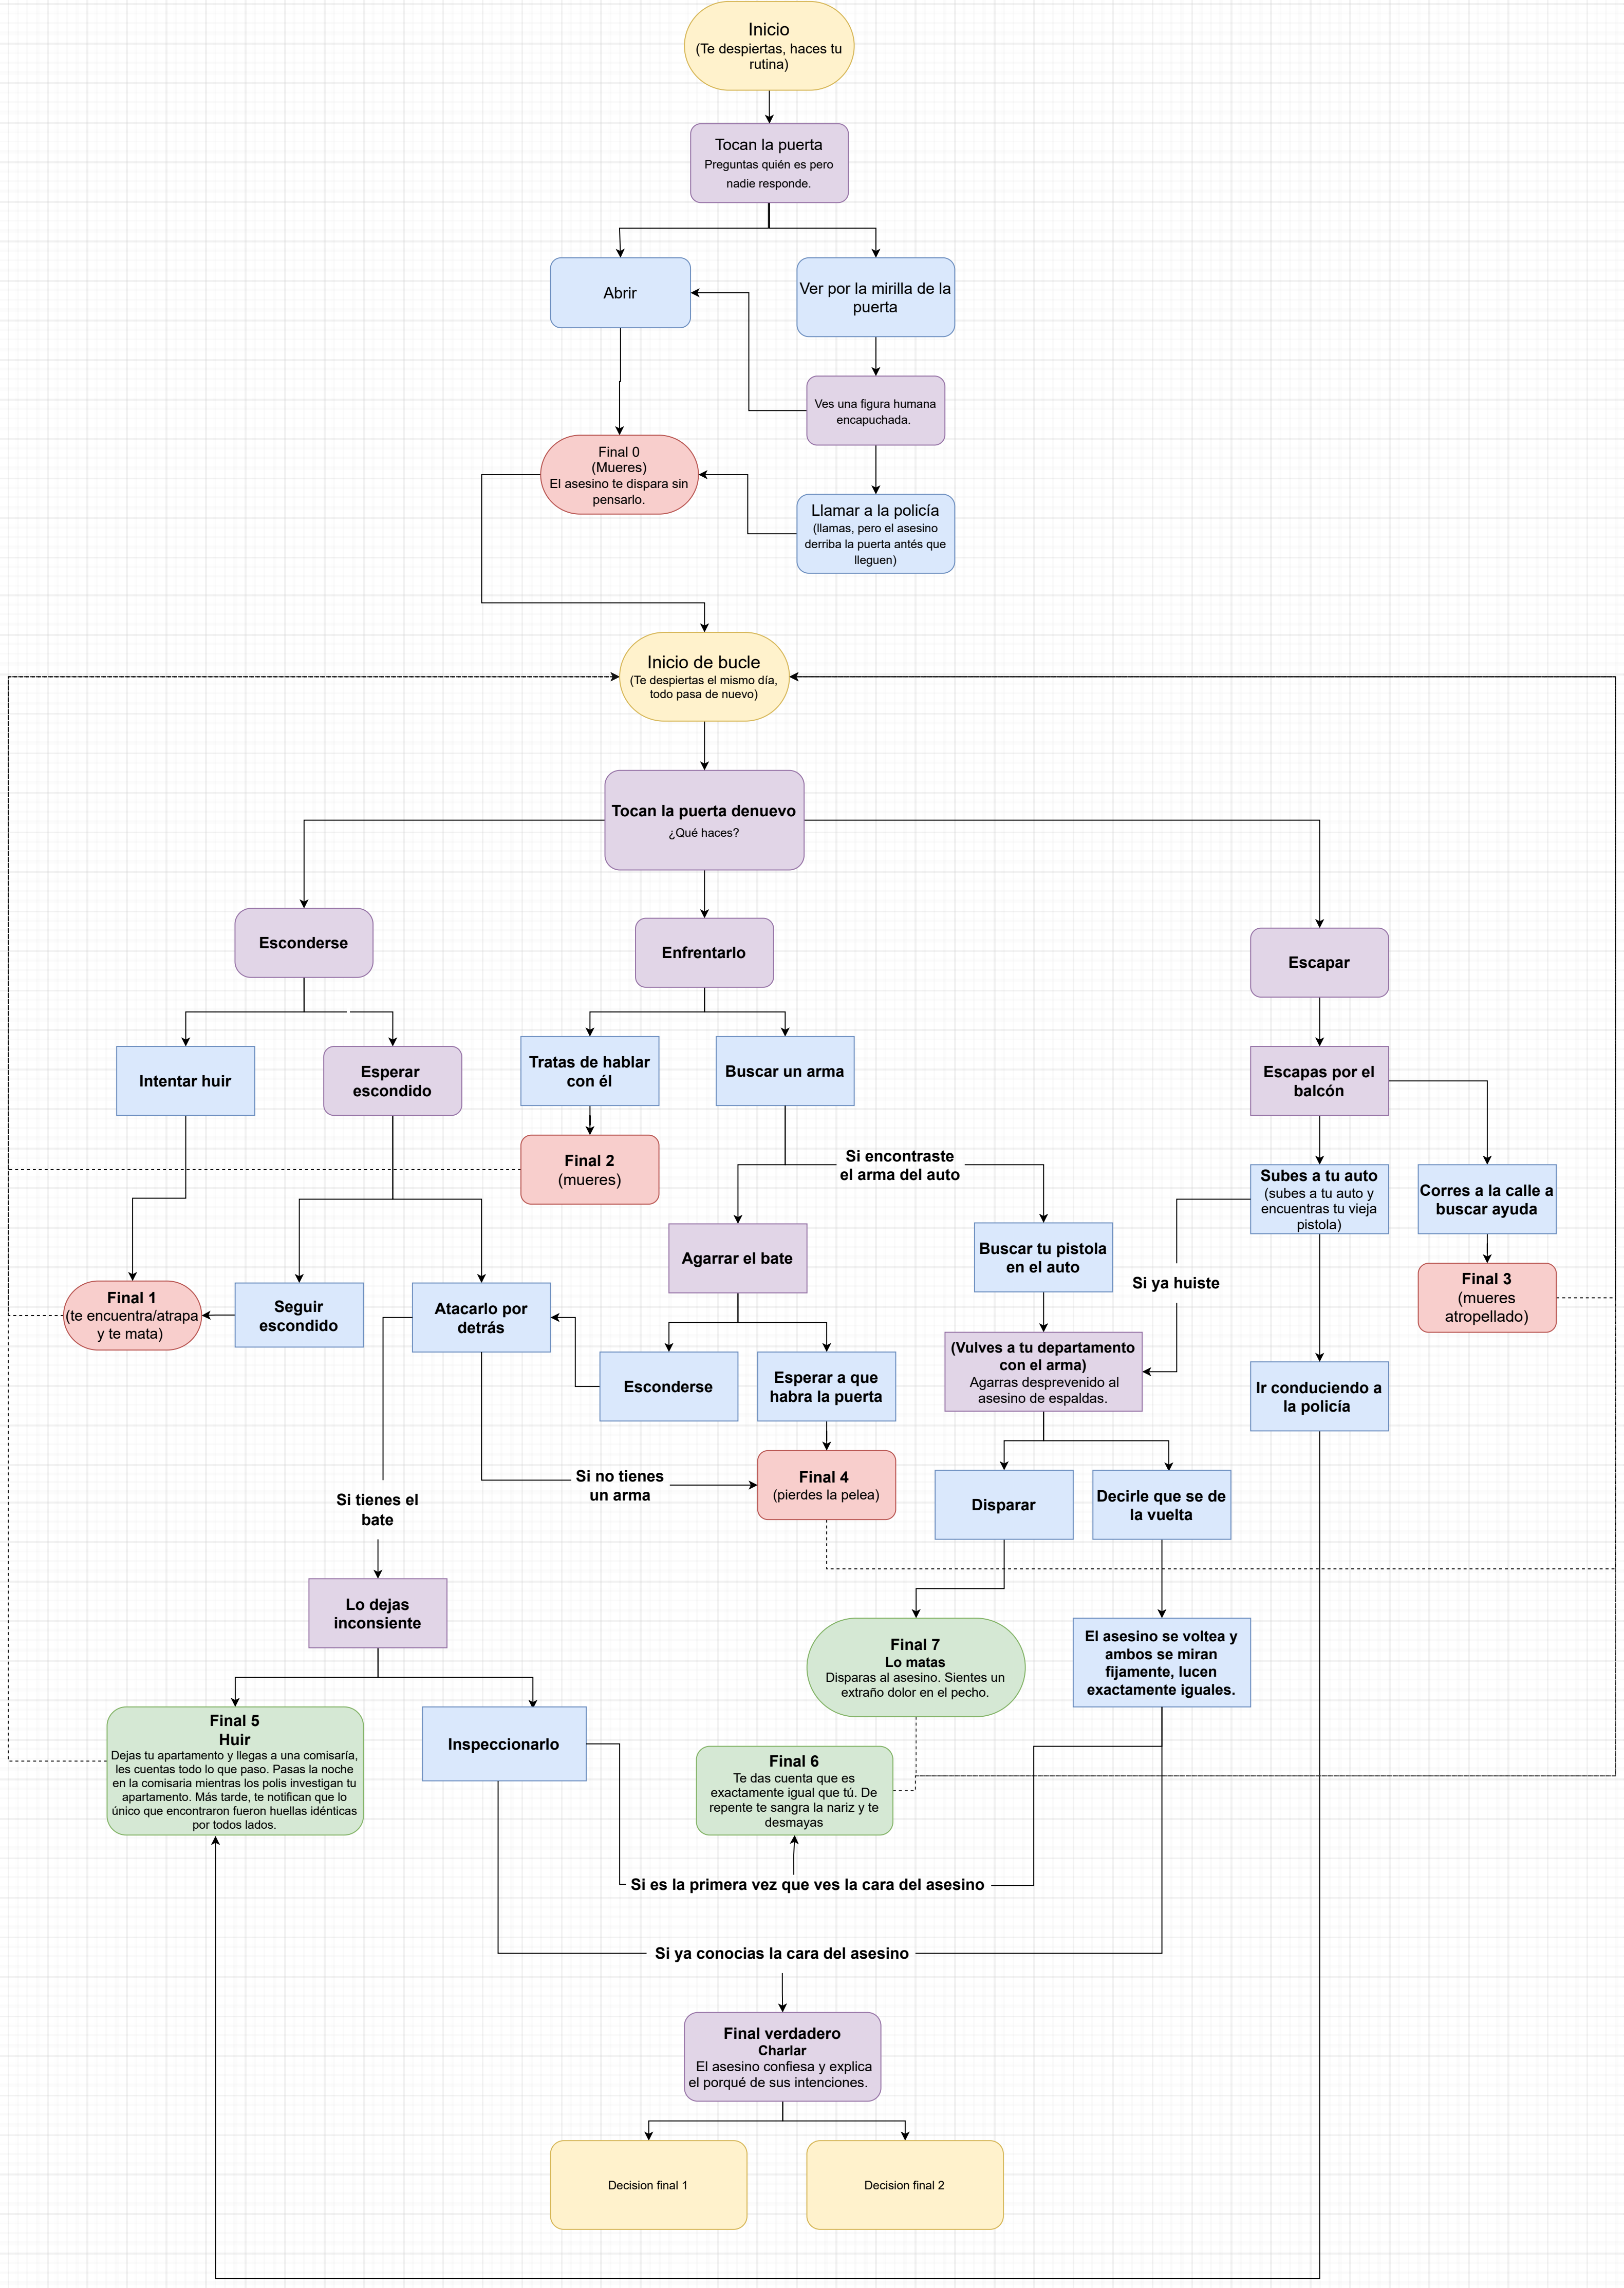 Inicio
(Te despiertas, haces tu
rutina)
Tocan la puerta
Preguntas quién es pero
nadie responde.
Abrir
Ver por la mirilla de la
puerta
Ves una figura humana
encapuchada.
Final 0
(Mueres)
El asesino te dispara sin
pensarlo.
Llamar a la policía
(llamas, pero el asesino
derriba la puerta antés que
lleguen)
Inicio de bucle
(Te despiertas el mismo día,
todo pasa de nuevo)
Tocan la puerta denuevo
¿Qué haces?
Esconderse
Enfrentarlo
Escapar
Intentar huir
Esperar
escondido
Tratas de hablar
con él
Buscar un arma
Escapas por el
balcón
Final 2
(mueres)
Si encontraste
el arma del auto
Subes a tu auto
(subes a tu auto y
encuentras tu vieja
pistola)
Corres a la calle a
buscar ayuda
Agarrar el bate
Buscar tu pistola
en el auto
Si ya huiste
Final 3
(mueres
atropellado)
Final 1
(te encuentra/atrapa
y te mata)
Seguir
escondido
Atacarlo por
detrás
Esconderse
Esperar a que
habra la puerta
(Vulves a tu departamento
con el arma)
Agarras desprevenido al
asesino de espaldas.
Ir conduciendo a
la policía
Si tienes el
bate
Si no tienes
un arma
Final 4
(pierdes la pelea)
Disparar
Decirle que se de
la vuelta
Lo dejas
inconsiente
Final 7
Lo matas
Disparas al asesino. Sientes un
extraño dolor en el pecho.
El asesino se voltea y
ambos se miran
fijamente, lucen
exactamente iguales.
Final 5
Huir
Dejas tu apartamento y llegas a una comisaría,
les cuentas todo lo que paso. Pasas la noche
en la comisaria mientras los polis investigan tu
apartamento. Más tarde, te notifican que lo
único que encontraron fueron huellas idénticas
por todos lados.
Inspeccionarlo
Final 6
Te das cuenta que es
exactamente igual que tú. De
repente te sangra la nariz y te
desmayas
Si es la primera vez que ves la cara del asesino
Si ya conocias la cara del asesino
Final verdadero
Charlar
El asesino confiesa y explica
el porqué de sus intenciones.
Decision final 1
Decision final 2